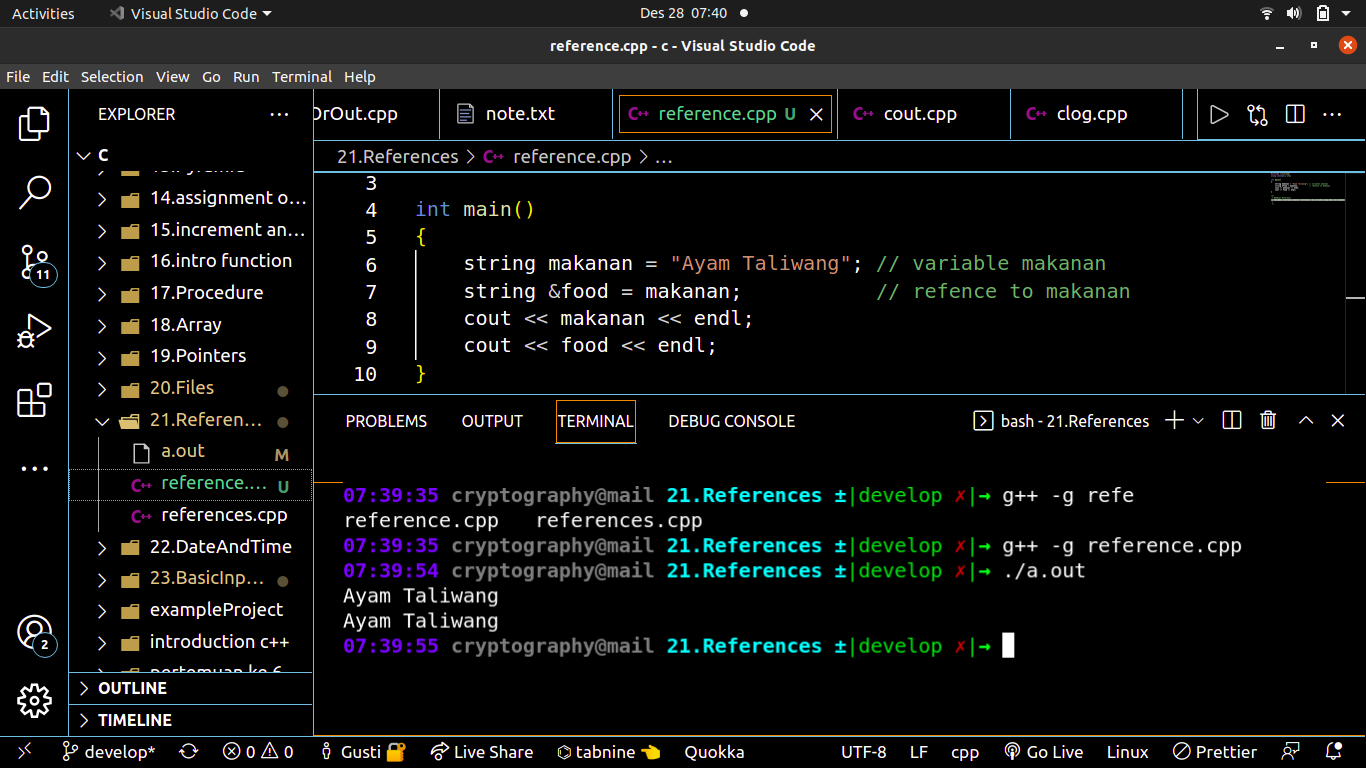 Activities Visual Studio Code Des 28 07:40
reference.cpp - c - Visual Studio Code
File Edit Selection View Go Run Terminal Help
EXPLORER
C
14.assignment o...
15.increment an...
16.intro function
17.Procedure
18.Array
19.Pointers
20.Files
21.Referen...
a.out M
reference.... U
references.cpp
22.DateAndTime
23.BasicInp...
exampleProject
introduction c++
pertemuan ke 6
OUTLINE
TIMELINE
11
2
OrOut.cpp note.txt C++ reference.cpp U C++ cout.cpp C++ clog.cpp
21.References > C++ reference.cpp > ...
3
4 int main()
5 {
6 string makanan = "Ayam Taliwang"; // variable makanan
7 string &food = makanan; // refence to makanan
8 cout << makanan << endl;
9 cout << food << endl;
10 }
PROBLEMS OUTPUT TERMINAL DEBUG CONSOLE bash - 21.References
07:39:35 cryptography@mail 21.References ±|develop ✗|→ g++ -g refe
reference.cpp references.cpp
07:39:35 cryptography@mail 21.References ±|develop ✗|→ g++ -g reference.cpp
07:39:54 cryptography@mail 21.References ±|develop ✗|→ ./a.out
Ayam Taliwang
Ayam Taliwang
07:39:55 cryptography@mail 21.References ±|develop ✗|→
develop* 0 0 Gusti Live Share tabnine Quokka UTF-8 LF cpp Go Live Linux Prettier